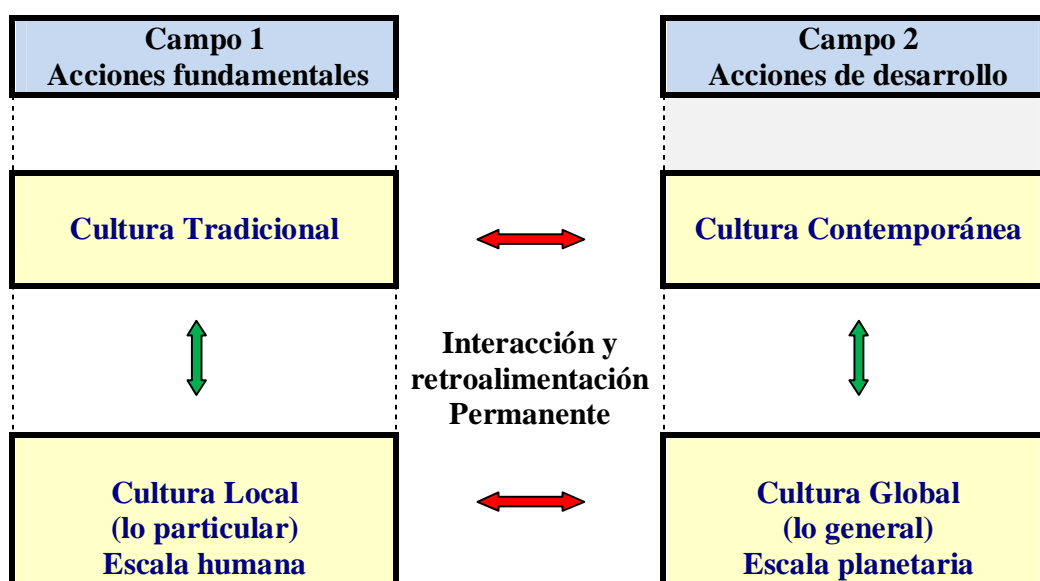 Campo 1
Acciones fundamentales
Campo 2
Acciones de desarrollo
Cultura Tradicional
Cultura Contemporánea
Interacción y
retroalimentación
Permanente
Cultura Local
(lo particular)
Escala humana
Cultura Global
(lo general)
Escala planetaria